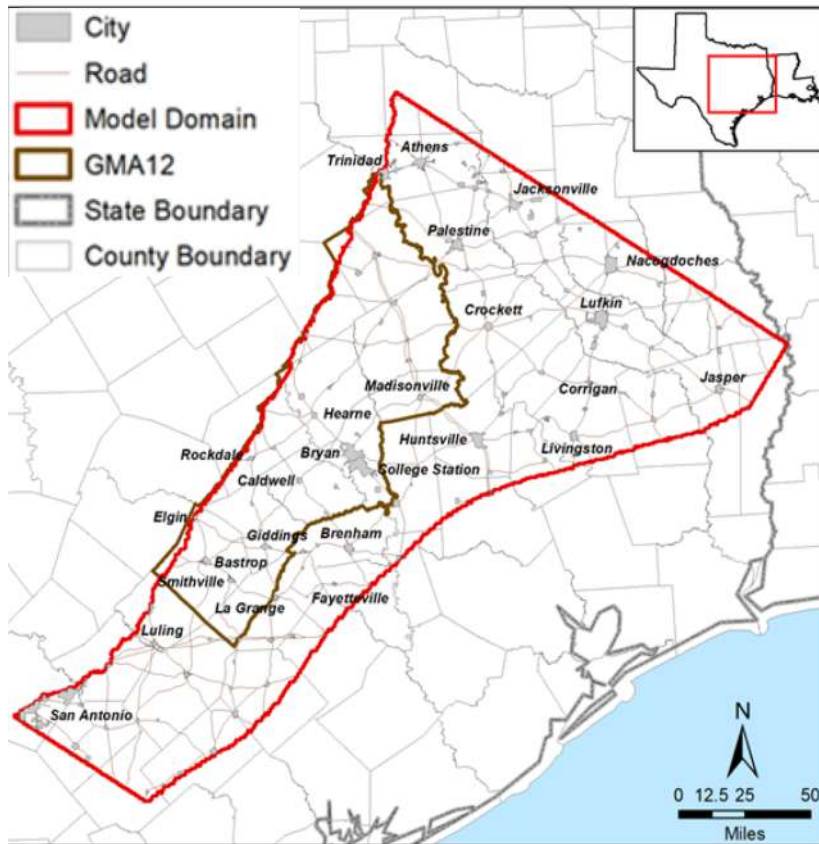 City
Road
Model Domain
GMA12
State Boundary
County Boundary
Athens
Trinidad
Jacksonville
Palestine
Nacogdoches
Crockett
Lufkin
Madisonville
Corrigan
Jasper
Hearne
Huntsville
Livingston
Rockdale
Bryan
College Station
Caldwell
Elgin
Giddings
Brenham
Bastrop
Smithville
Fayetteville
La Grange
Luling
San Antonio
N
0 12.5 25 50
Miles